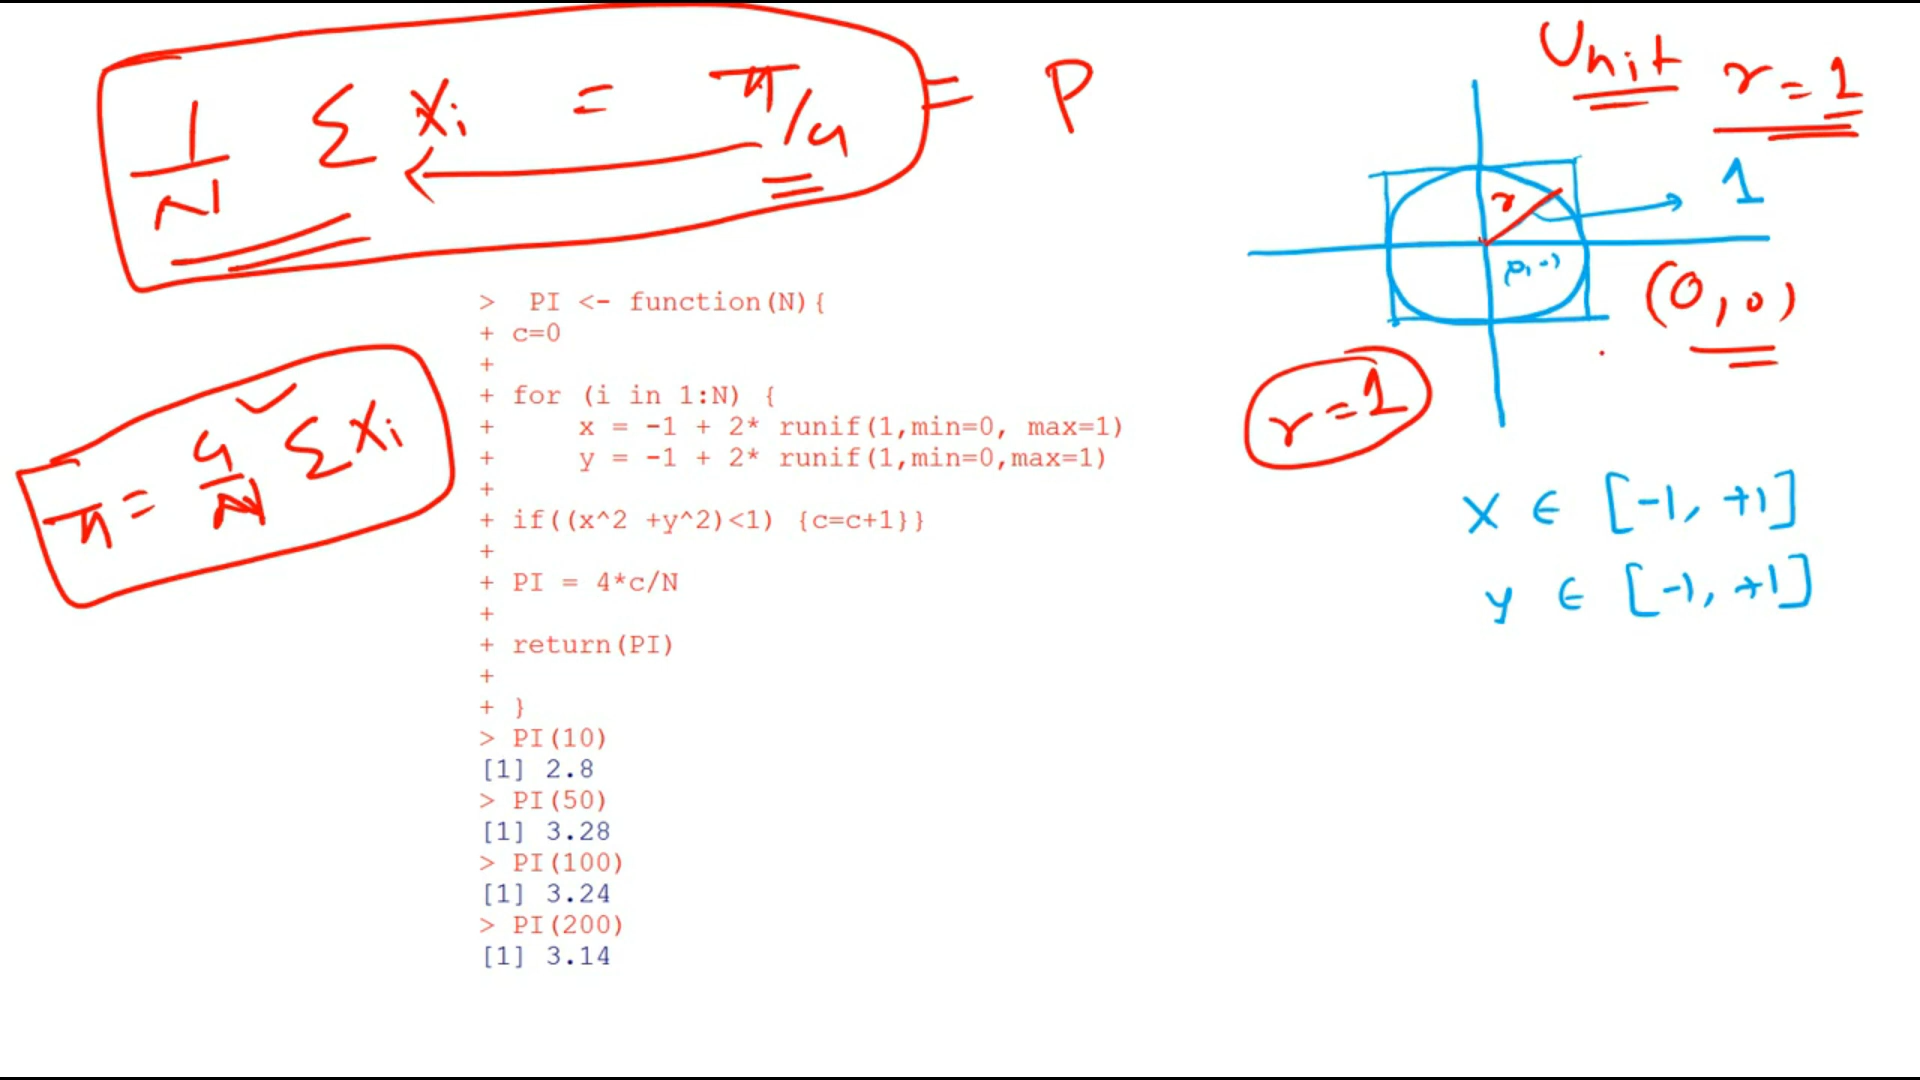 1/N Σ Xi = π/4 = P
Unit r=1
r
1
(0,0)
r=1
π = 4/N Σ Xi
x ∈ [-1, +1]
y ∈ [-1, +1]
>  PI <- function(N){
+ c=0
+
+ for (i in 1:N) {
+     x = -1 + 2* runif(1,min=0, max=1)
+     y = -1 + 2* runif(1,min=0,max=1)
+
+ if((x^2 +y^2)<1) {c=c+1}}
+
+ PI = 4*c/N
+
+ return(PI)
+
+ }
> PI(10)
[1] 2.8
> PI(50)
[1] 3.28
> PI(100)
[1] 3.24
> PI(200)
[1] 3.14